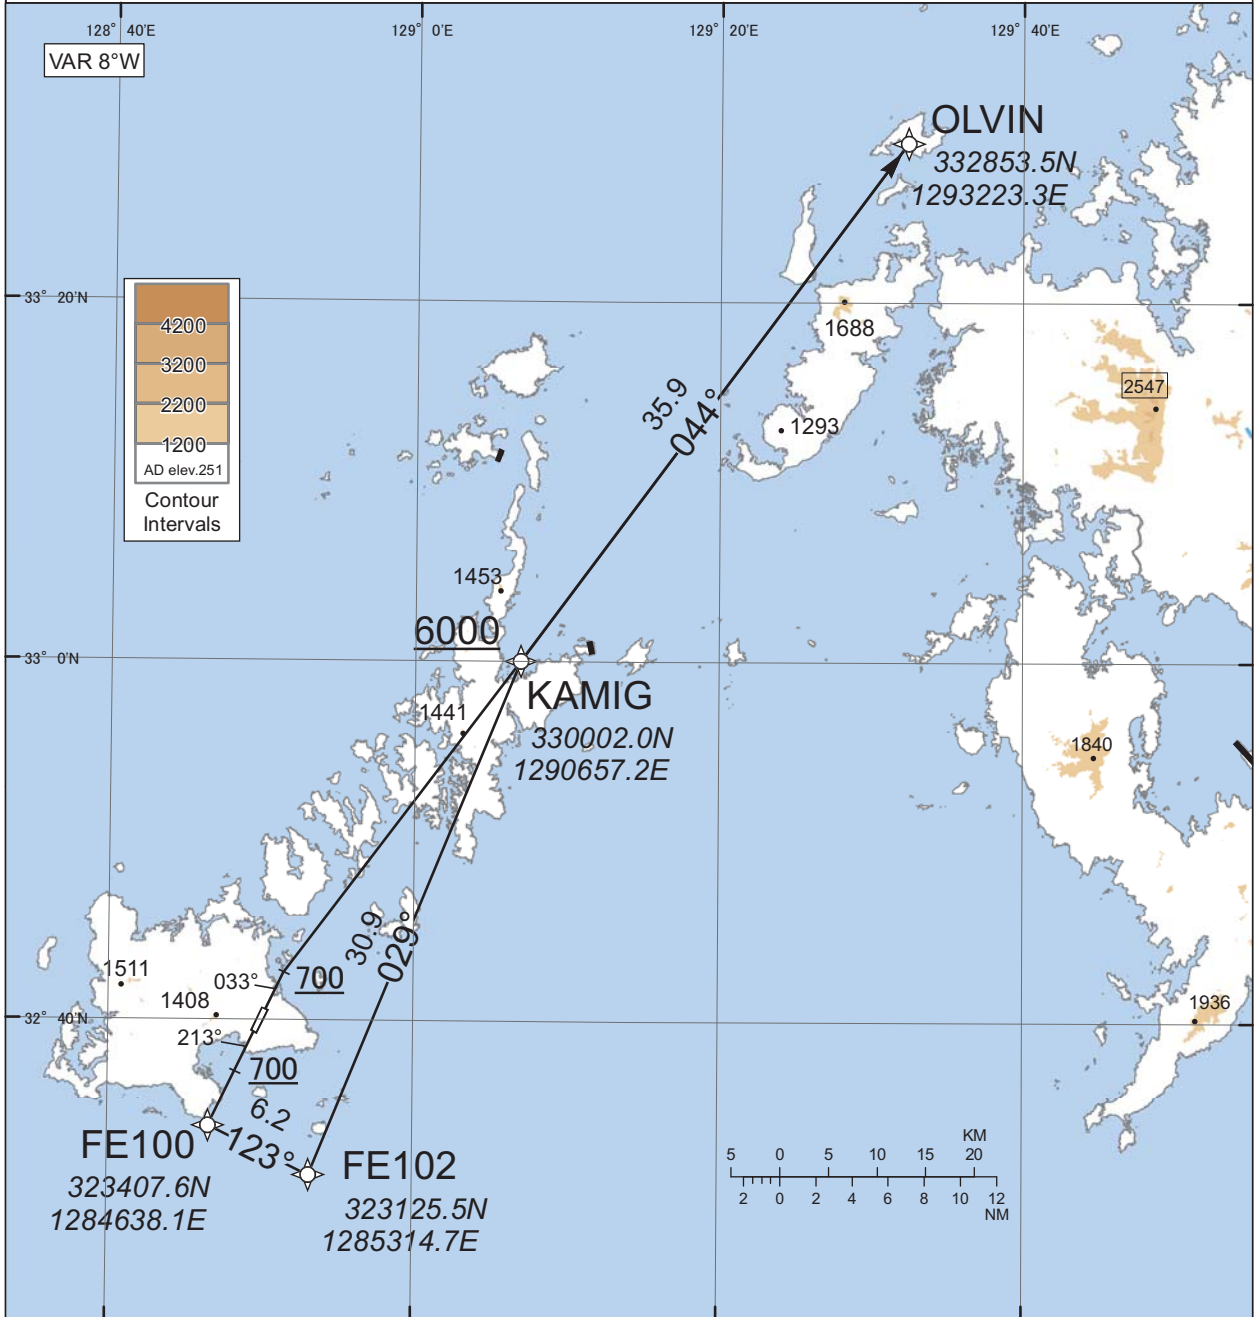 128° 40'E
129° 0'E
129° 20'E
129° 40'E
VAR 8°W
OLVIN
332853.5N
1293223.3E
33° 20'N
4200
3200
2200
1200
AD elev.251
Contour
Intervals
1688
2547
35.9
044°
1293
1453
6000
33° 0'N
KAMIG
330002.0N
1290657.2E
1441
1840
30.9
029°
1511
033°
700
1408
1936
32° 40'N
213°
700
6.2
123°
FE100
323407.6N
1284638.1E
FE102
323125.5N
1285314.7E
KM
5 0 5 10 15 20
2 0 2 4 6 8 10 12
NM